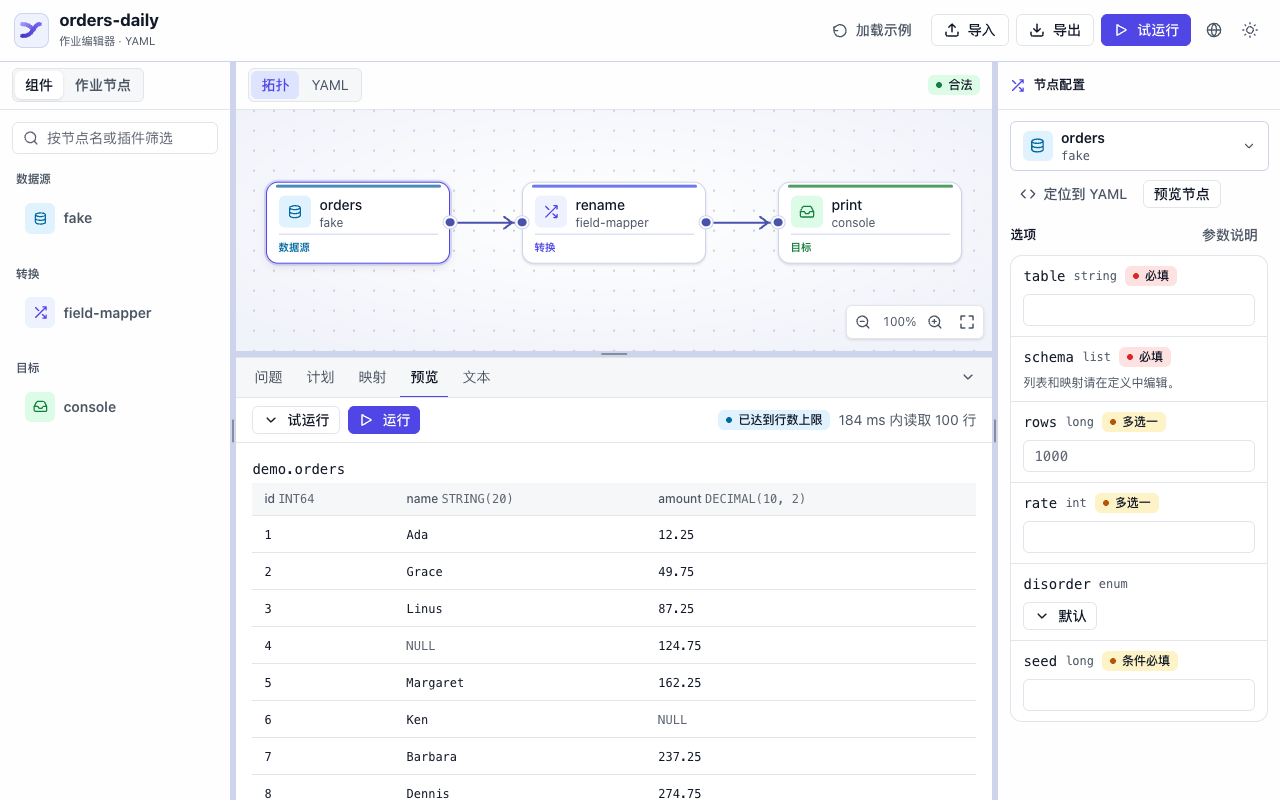 orders-daily
作业编辑器 · YAML
加载示例
导入
导出
试运行
组件
作业节点
按节点名或插件筛选
数据源
fake
转换
field-mapper
目标
console
拓扑
YAML
合法
orders
fake
数据源
rename
field-mapper
转换
print
console
目标
100%
问题
计划
映射
预览
文本
试运行
运行
已达到行数上限
184 ms 内读取 100 行
demo.orders
id INT64 name STRING(20) amount DECIMAL(10, 2)
1 Ada 12.25
2 Grace 49.75
3 Linus 87.25
4 NULL 124.75
5 Margaret 162.25
6 Ken NULL
7 Barbara 237.25
8 Dennis 274.75
节点配置
orders
fake
定位到 YAML
预览节点
选项
参数说明
table string 必填
schema list 必填
列表和映射请在定义中编辑。
rows long 多选一
1000
rate int 多选一
disorder enum
默认
seed long 条件必填